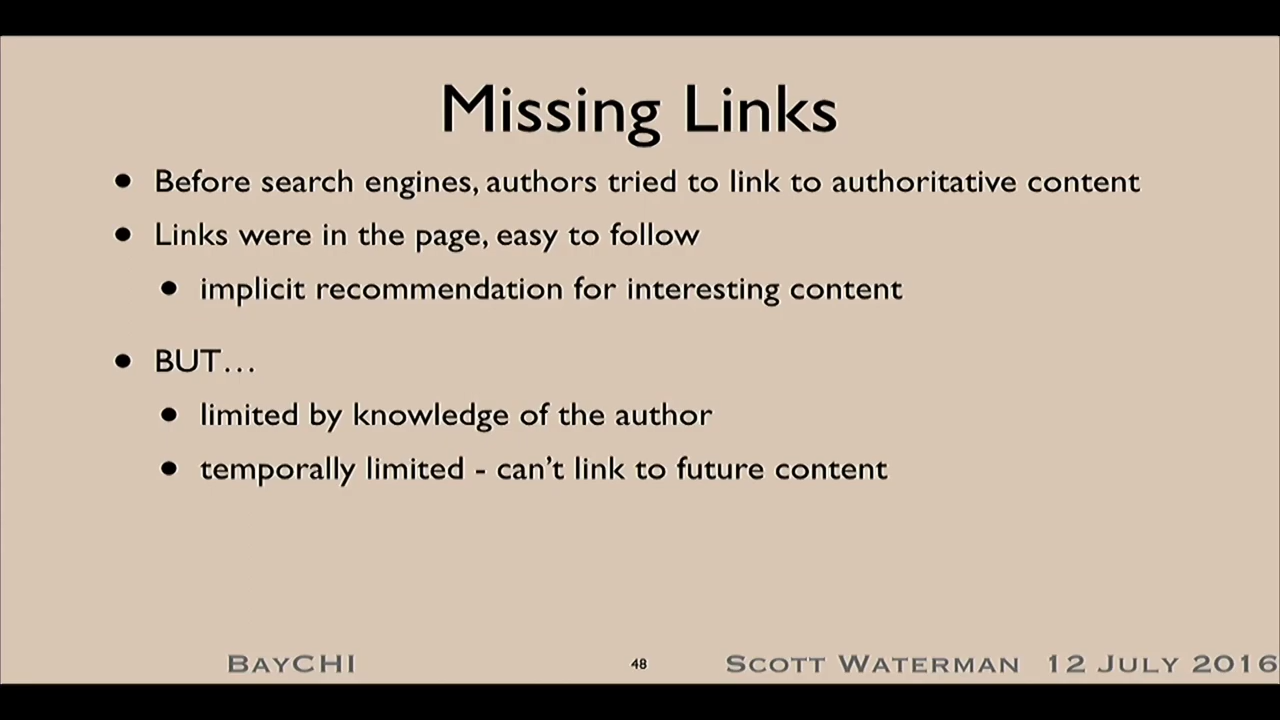 Missing Links
• Before search engines, authors tried to link to authoritative content
• Links were in the page, easy to follow
• implicit recommendation for interesting content
• BUT…
• limited by knowledge of the author
• temporally limited - can’t link to future content
BayCHI 48 Scott Waterman 12 July 2016